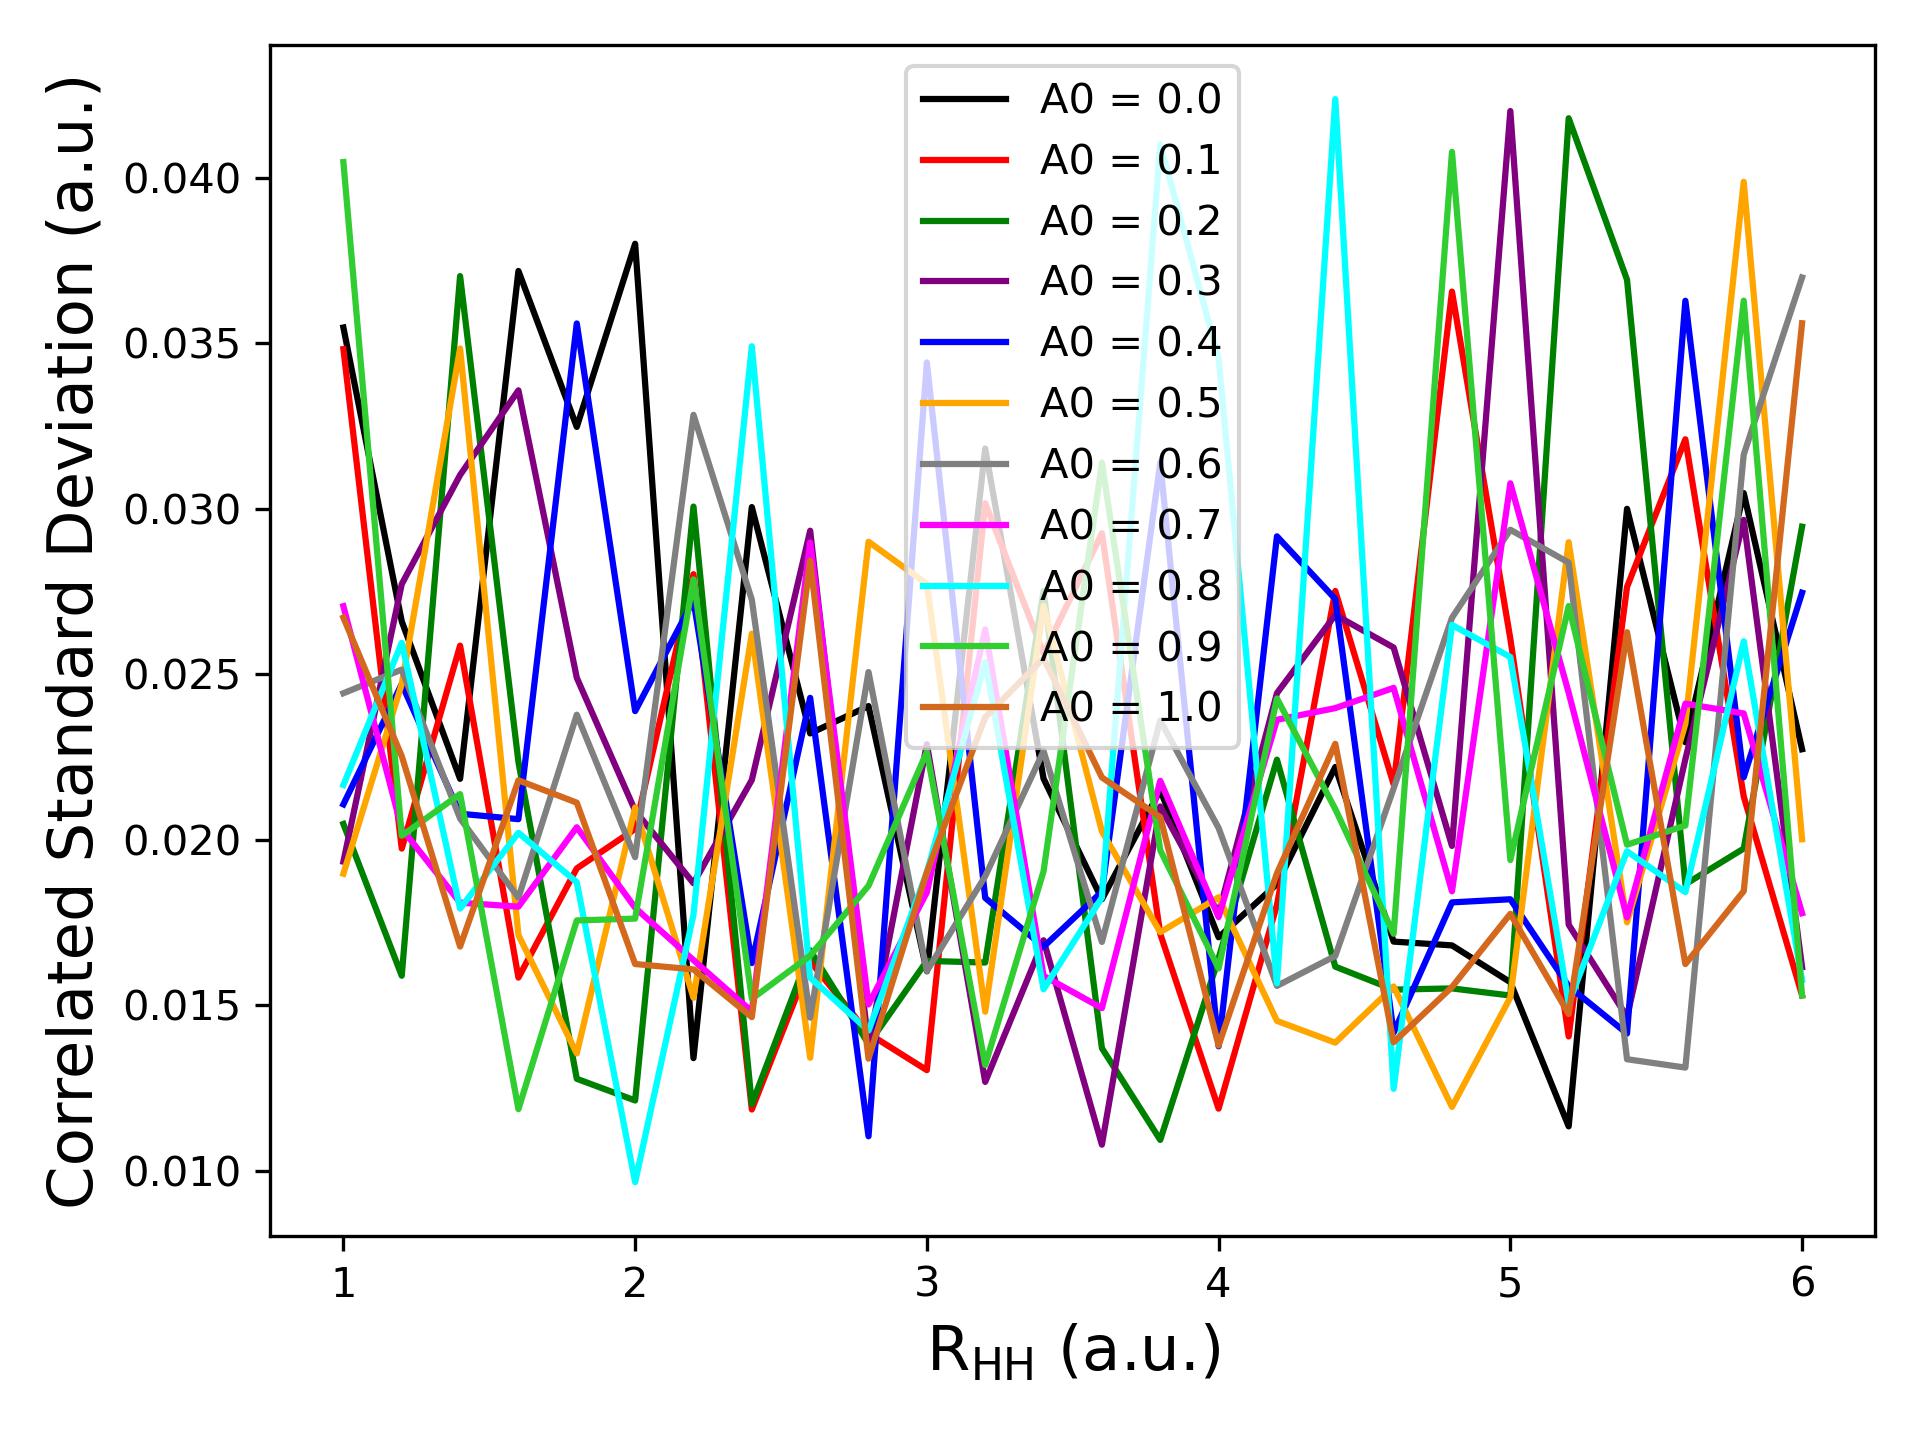 Correlated Standard Deviation (a.u.)
0.040
0.035
0.030
0.025
0.020
0.015
0.010
A0 = 0.0
A0 = 0.1
A0 = 0.2
A0 = 0.3
A0 = 0.4
A0 = 0.5
A0 = 0.6
A0 = 0.7
A0 = 0.8
A0 = 0.9
A0 = 1.0
1 2 3 4 5 6
R_HH (a.u.)